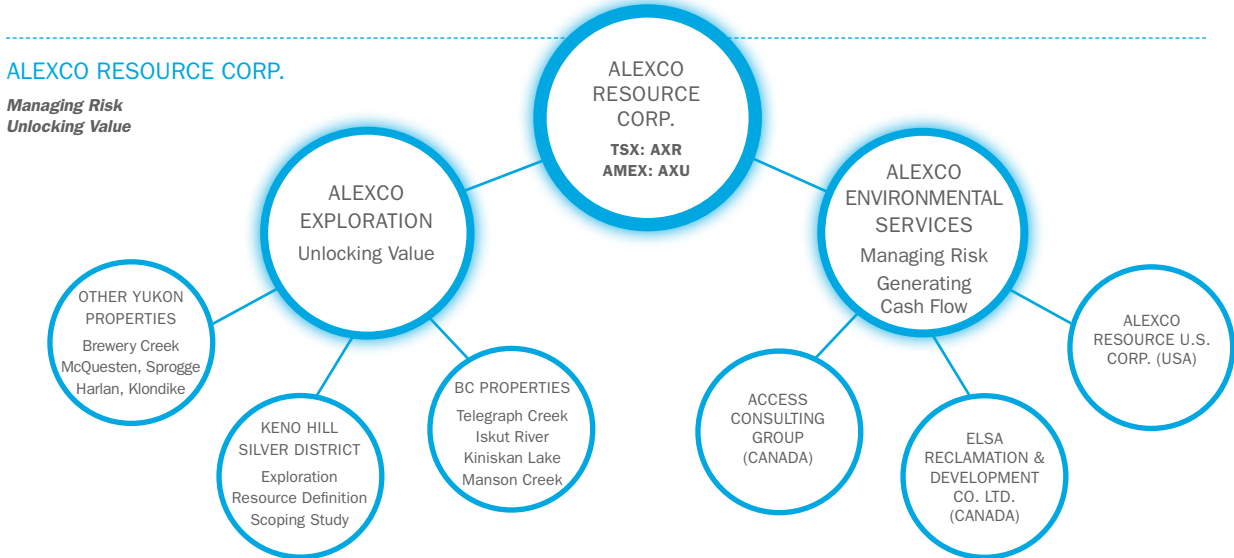 ALEXCO RESOURCE CORP.
Managing Risk
Unlocking Value
ALEXCO
RESOURCE
CORP.
TSX: AXR
AMEX: AXU
ALEXCO
EXPLORATION
Unlocking Value
ALEXCO
ENVIRONMENTAL
SERVICES
Managing Risk
Generating
Cash Flow
OTHER YUKON
PROPERTIES
Brewery Creek
McQuesten, Sprogge
Harlan, Klondike
KENO HILL
SILVER DISTRICT
Exploration
Resource Definition
Scoping Study
BC PROPERTIES
Telegraph Creek
Iskut River
Kiniskan Lake
Manson Creek
ACCESS
CONSULTING
GROUP
(CANADA)
ELSA
RECLAMATION &
DEVELOPMENT
CO. LTD.
(CANADA)
ALEXCO
RESOURCE U.S.
CORP. (USA)